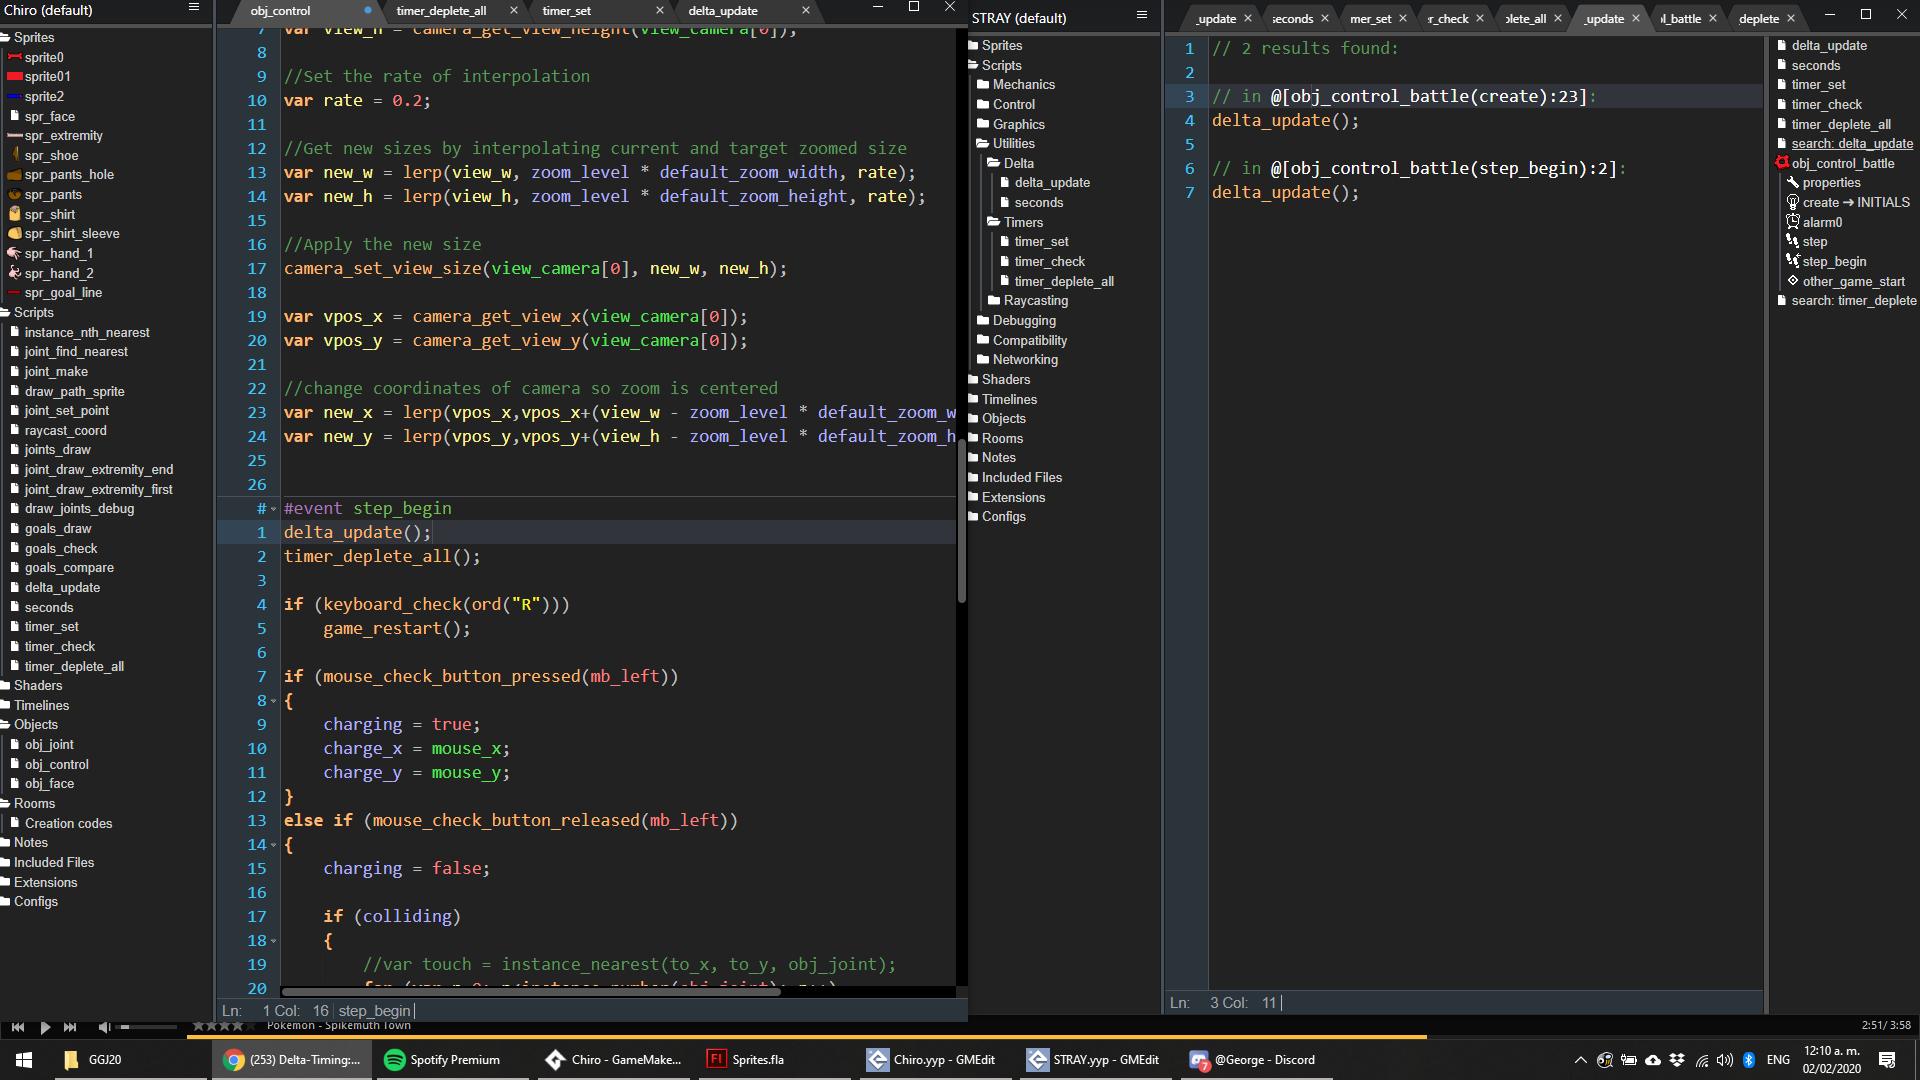 Chiro (default)
Sprites
sprite0
sprite01
sprite2
spr_face
spr_extremity
spr_shoe
spr_pants_hole
spr_pants
spr_shirt
spr_shirt_sleeve
spr_hand_1
spr_hand_2
spr_goal_line
Scripts
instance_nth_nearest
joint_find_nearest
joint_make
draw_path_sprite
joint_set_point
raycast_coord
joints_draw
joint_draw_extremity_end
joint_draw_extremity_first
draw_joints_debug
goals_draw
goals_check
goals_compare
delta_update
seconds
timer_set
timer_check
timer_deplete_all
Shaders
Timelines
Objects
obj_joint
obj_control
obj_face
Rooms
Creation codes
Notes
Included Files
Extensions
Configs
obj_control timer_deplete_all × timer_set × delta_update ×
7 var view_h = camera_get_view_height(view_camera[0]);
8
9 //Set the rate of interpolation
10 var rate = 0.2;
11
12 //Get new sizes by interpolating current and target zoomed size
13 var new_w = lerp(view_w, zoom_level * default_zoom_width, rate);
14 var new_h = lerp(view_h, zoom_level * default_zoom_height, rate);
15
16 //Apply the new size
17 camera_set_view_size(view_camera[0], new_w, new_h);
18
19 var vpos_x = camera_get_view_x(view_camera[0]);
20 var vpos_y = camera_get_view_y(view_camera[0]);
21
22 //change coordinates of camera so zoom is centered
23 var new_x = lerp(vpos_x,vpos_x+(view_w - zoom_level * default_zoom_w
24 var new_y = lerp(vpos_y,vpos_y+(view_h - zoom_level * default_zoom_h
25
26
# #event step_begin
1 delta_update();
2 timer_deplete_all();
3
4 if (keyboard_check(ord("R")))
5 game_restart();
6
7 if (mouse_check_button_pressed(mb_left))
8 {
9 charging = true;
10 charge_x = mouse_x;
11 charge_y = mouse_y;
12 }
13 else if (mouse_check_button_released(mb_left))
14 {
15 charging = false;
16
17 if (colliding)
18 {
19 //var touch = instance_nearest(to_x, to_y, obj_joint);
20
Ln: 1 Col: 16 step_begin
STRAY (default)
Sprites
Scripts
Mechanics
Control
Graphics
Utilities
Delta
delta_update
seconds
Timers
timer_set
timer_check
timer_deplete_all
Raycasting
Debugging
Compatibility
Networking
Shaders
Timelines
Objects
Rooms
Notes
Included Files
Extensions
Configs
_update × seconds × mer_set × r_check × plete_all × _update × l_battle × deplete ×
1 // 2 results found:
2
3 // in @[obj_control_battle(create):23]:
4 delta_update();
5
6 // in @[obj_control_battle(step_begin):2]:
7 delta_update();
Ln: 3 Col: 11
delta_update
seconds
timer_set
timer_check
timer_deplete_all
search: delta_update
obj_control_battle
properties
create → INITIALS
alarm0
step
step_begin
other_game_start
search: timer_deplete
Pokémon - Spikemuth Town
2:51/ 3:58
GGJ20
(253) Delta-Timing:...
Spotify Premium
Chiro - GameMake...
Fl
Sprites.fla
Chiro.yyp - GMEdit
STRAY.yyp - GMEdit
7
@George - Discord
ENG
12:10 a. m.
02/02/2020